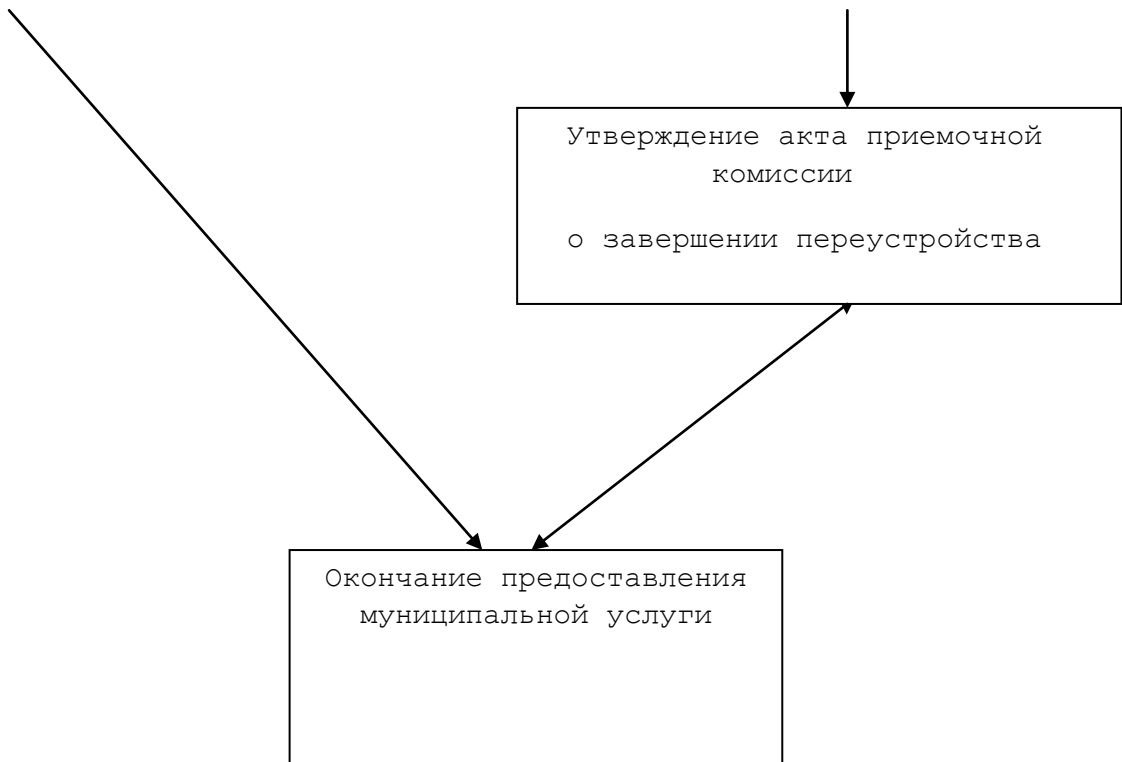 Утверждение акта приемочной
комиссии
о завершении переустройства
Окончание предоставления
муниципальной услуги